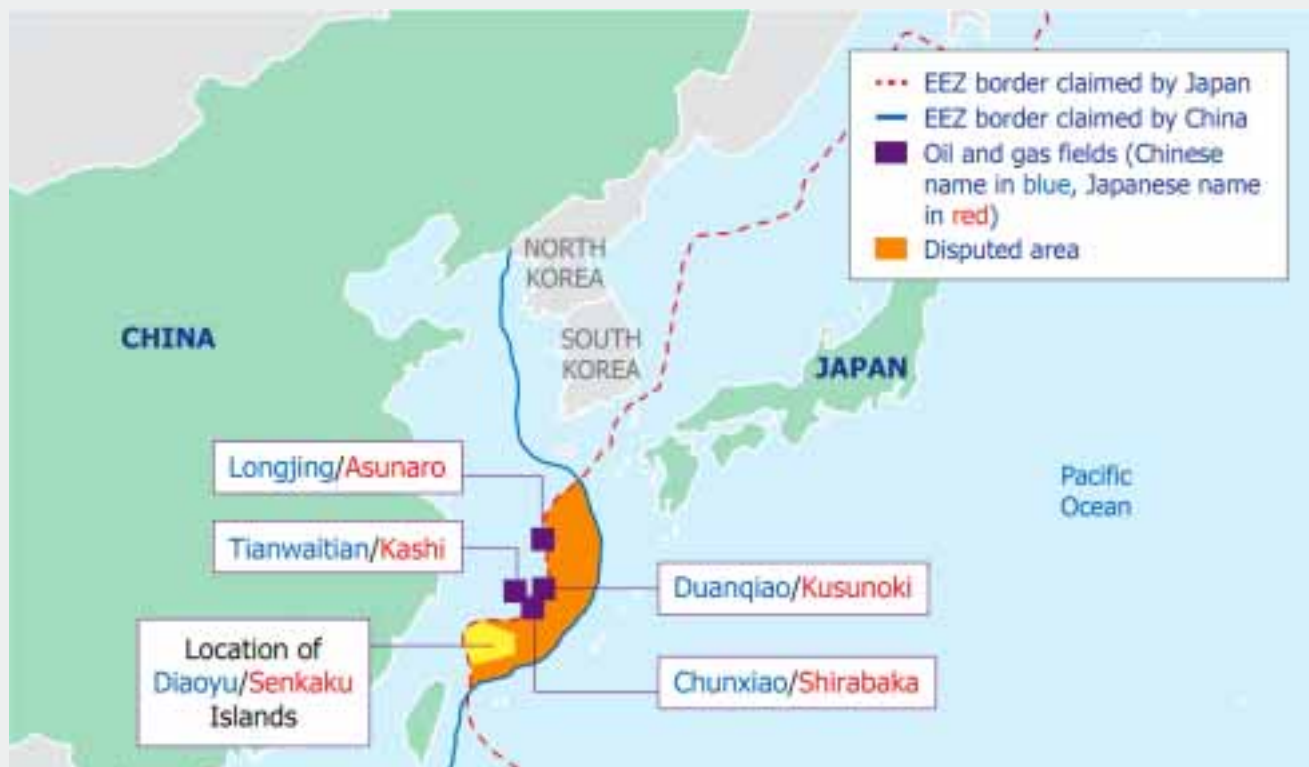 EEZ border claimed by Japan
EEZ border claimed by China
Oil and gas fields (Chinese
name in blue, Japanese name
in red)
Disputed area
NORTH
KOREA
SOUTH
KOREA
CHINA
JAPAN
Pacific
Ocean
Longjing/Asunaro
Tianwaitian/Kashi
Duanqiao/Kusunoki
Location of
Diaoyu/Senkaku
Islands
Chunxiao/Shirabaka